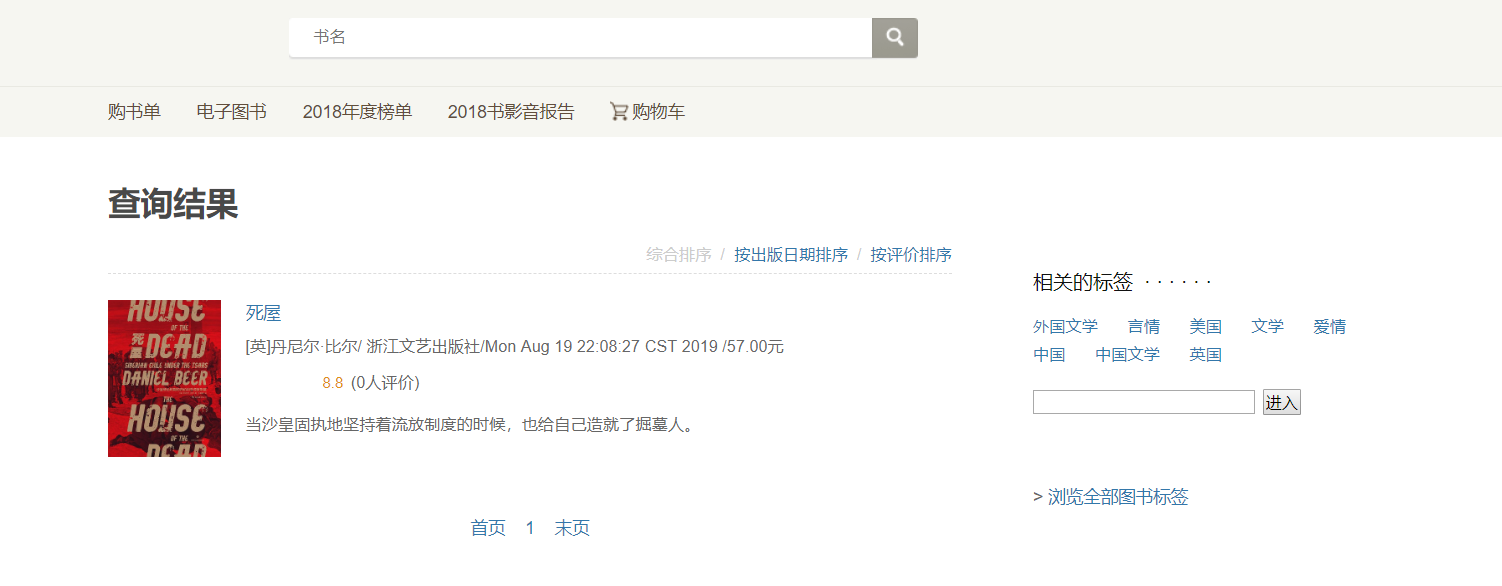 书名
购书单 电子图书 2018年度榜单 2018书影音报告 购物车
查询结果
综合排序 / 按出版日期排序 / 按评价排序
HOUSE
OF THE
死屋 DEAD
SIBERIAN EXILE UNDER THE TSARS
DANIEL BEER
THE
HOUSE
OF THE
DEAD
死屋
[英]丹尼尔·比尔/ 浙江文艺出版社/Mon Aug 19 22:08:27 CST 2019 /57.00元
8.8 (0人评价)
当沙皇固执地坚持着流放制度的时候，也给自己造就了掘墓人。
首页 1 末页
相关的标签 · · · · · ·
外国文学 言情 美国 文学 爱情
中国 中国文学 英国
进入
> 浏览全部图书标签